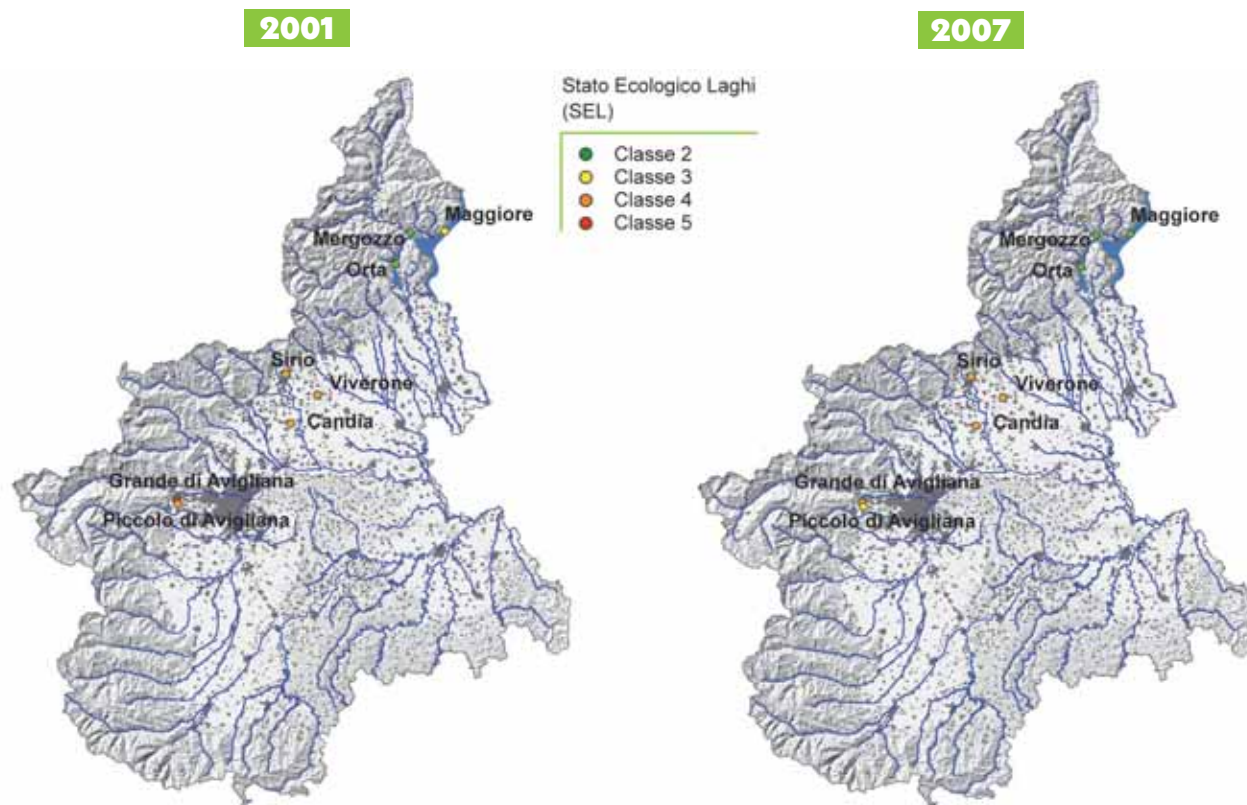 2001
2007
Stato Ecologico Laghi
(SEL)
Classe 2
Classe 3
Classe 4
Classe 5
Maggiore
Mergozzo
Orta
Sirio
Viverone
Candia
Grande di Avigliana
Piccolo di Avigliana
Maggiore
Mergozzo
Orta
Sirio
Viverone
Candia
Grande di Avigliana
Piccolo di Avigliana